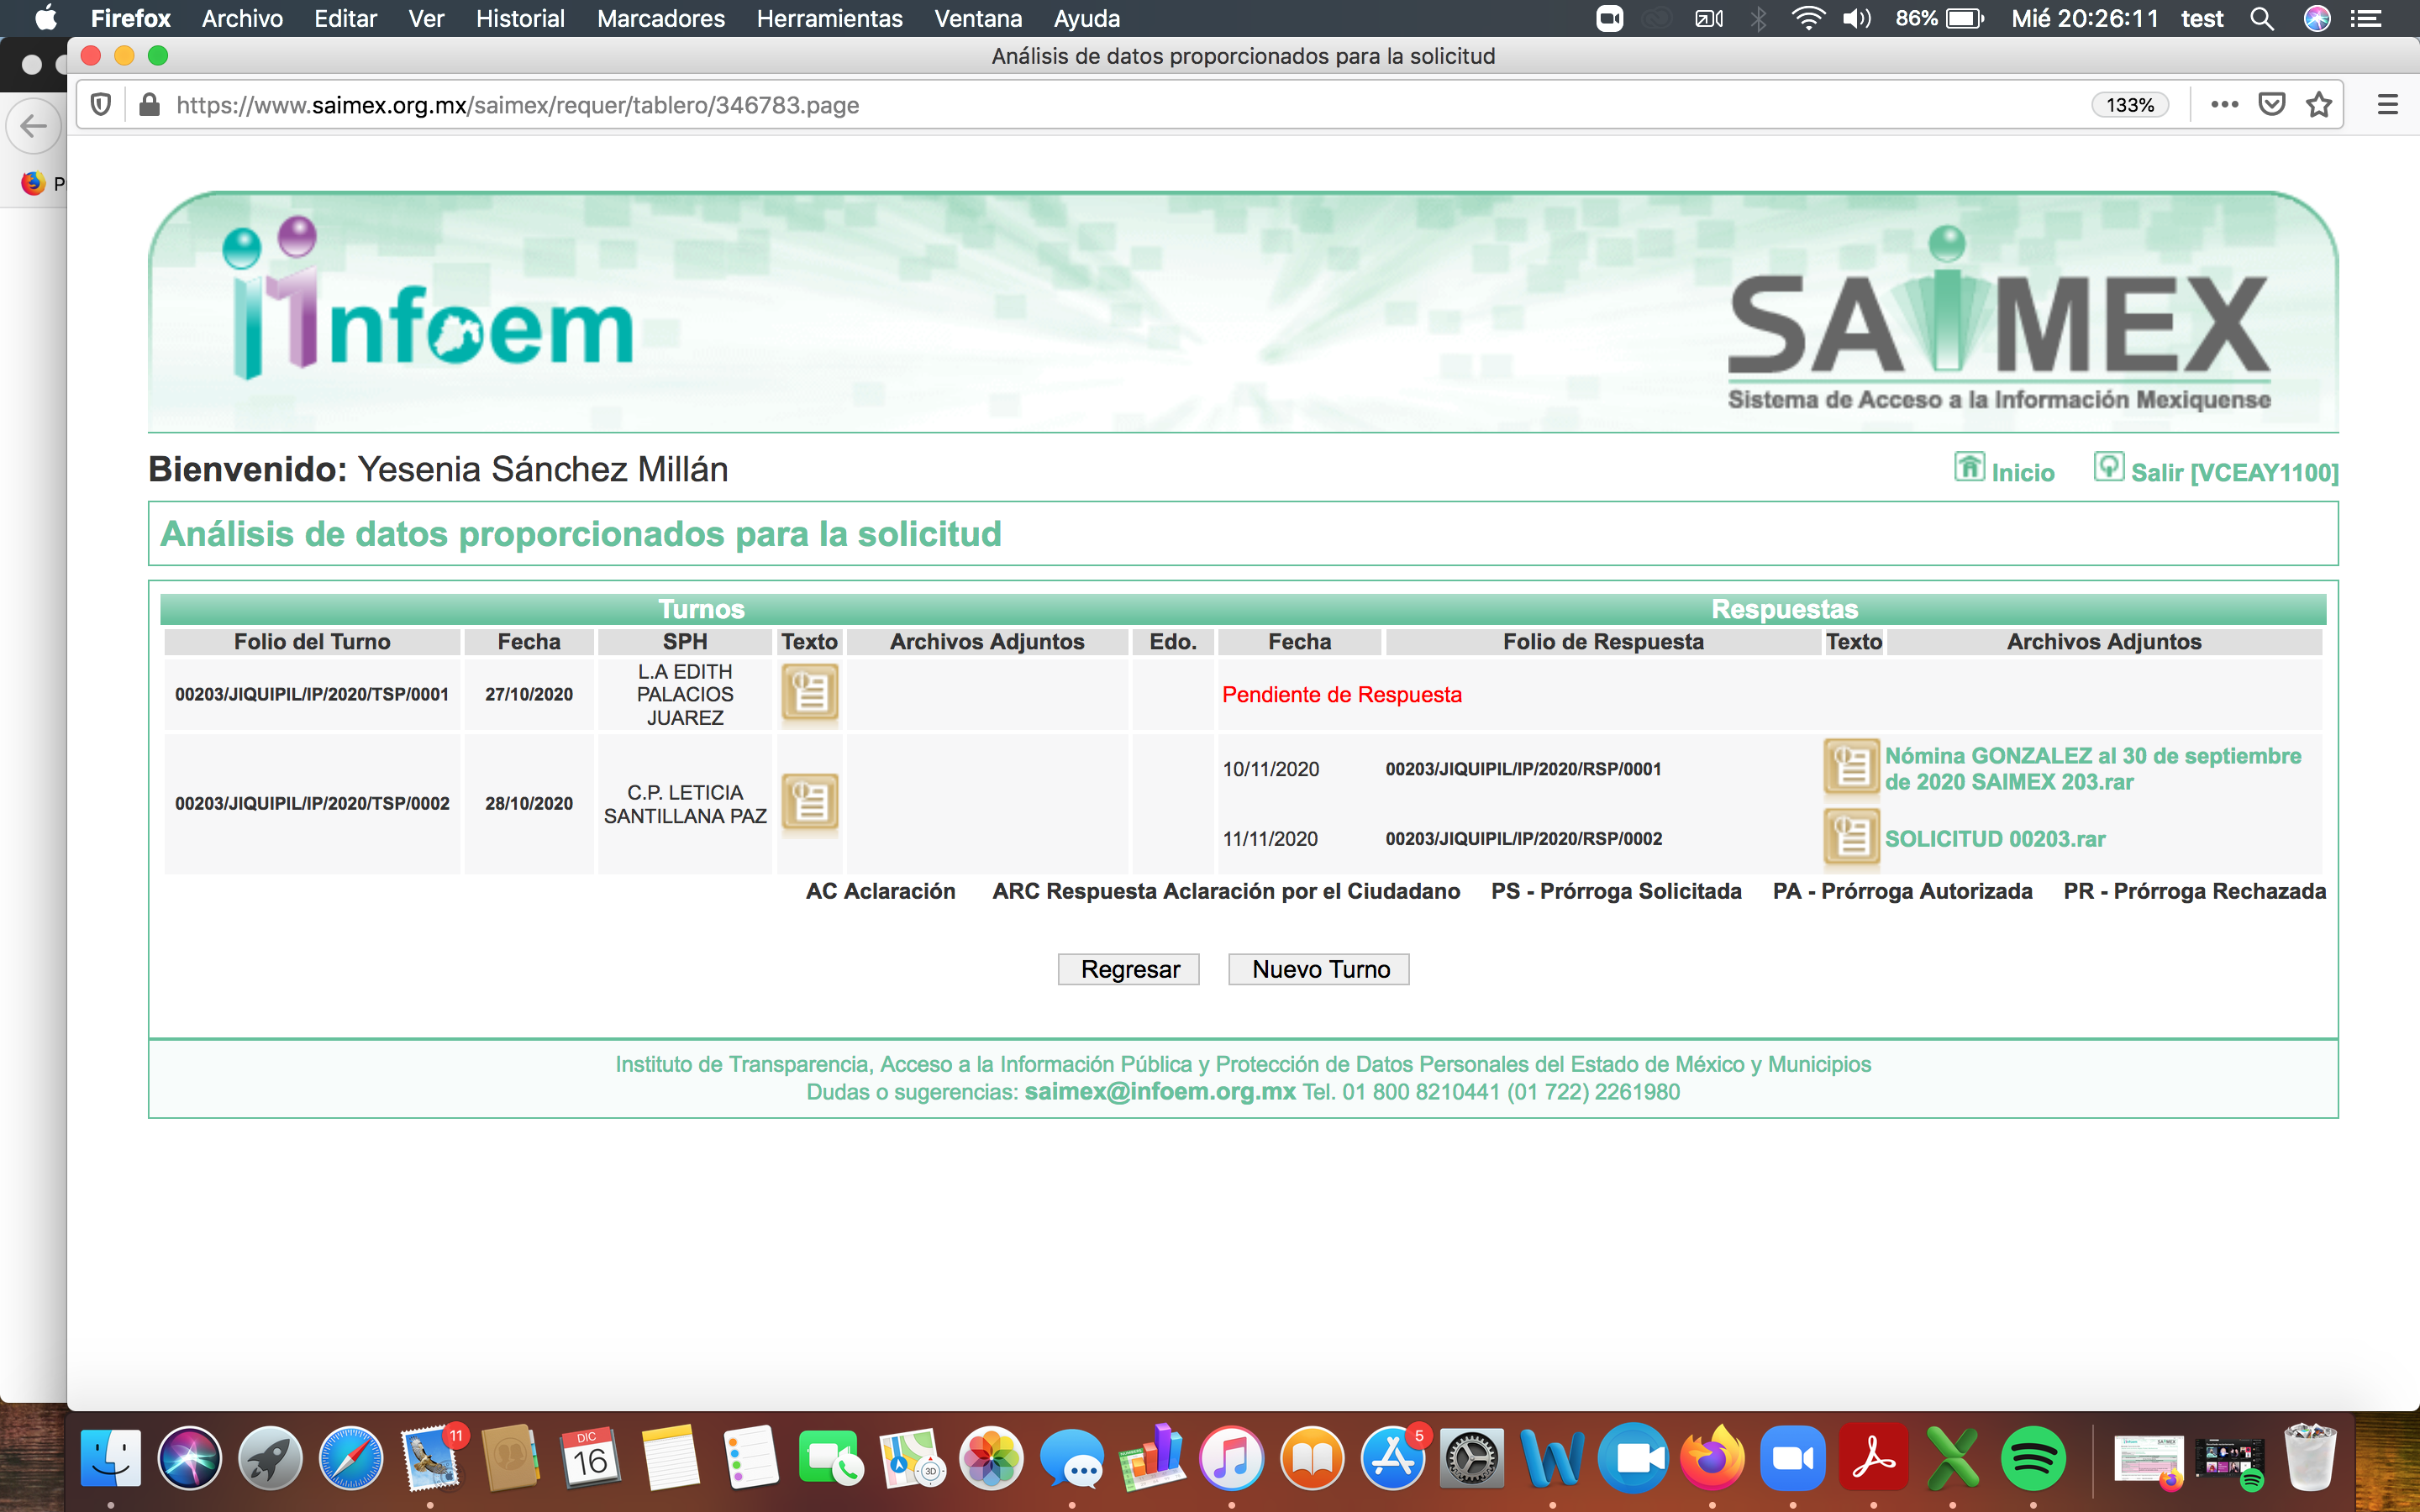 Firefox Archivo Editar Ver Historial Marcadores Herramientas Ventana Ayuda 86% Mié 20:26:11 test
Análisis de datos proporcionados para la solicitud
https://www.saimex.org.mx/saimex/requer/tablero/346783.page 133%
P
infoem
SAIMEX
Sistema de Acceso a la Información Mexiquense
Bienvenido: Yesenia Sánchez Millán Inicio Salir [VCEAY1100]
Análisis de datos proporcionados para la solicitud
Turnos Respuestas
Folio del Turno Fecha SPH Texto Archivos Adjuntos Edo. Fecha Folio de Respuesta Texto Archivos Adjuntos
00203/JIQUIPIL/IP/2020/TSP/0001 27/10/2020 L.A EDITH
PALACIOS
JUAREZ
Pendiente de Respuesta
00203/JIQUIPIL/IP/2020/TSP/0002 28/10/2020 C.P. LETICIA
SANTILLANA PAZ
10/11/2020 00203/JIQUIPIL/IP/2020/RSP/0001 Nómina GONZALEZ al 30 de septiembre
de 2020 SAIMEX 203.rar
11/11/2020 00203/JIQUIPIL/IP/2020/RSP/0002 SOLICITUD 00203.rar
AC Aclaración ARC Respuesta Aclaración por el Ciudadano PS - Prórroga Solicitada PA - Prórroga Autorizada PR - Prórroga Rechazada
Regresar Nuevo Turno
Instituto de Transparencia, Acceso a la Información Pública y Protección de Datos Personales del Estado de México y Municipios
Dudas o sugerencias: saimex@infoem.org.mx Tel. 01 800 8210441 (01 722) 2261980
11 DIC 16 3D 5